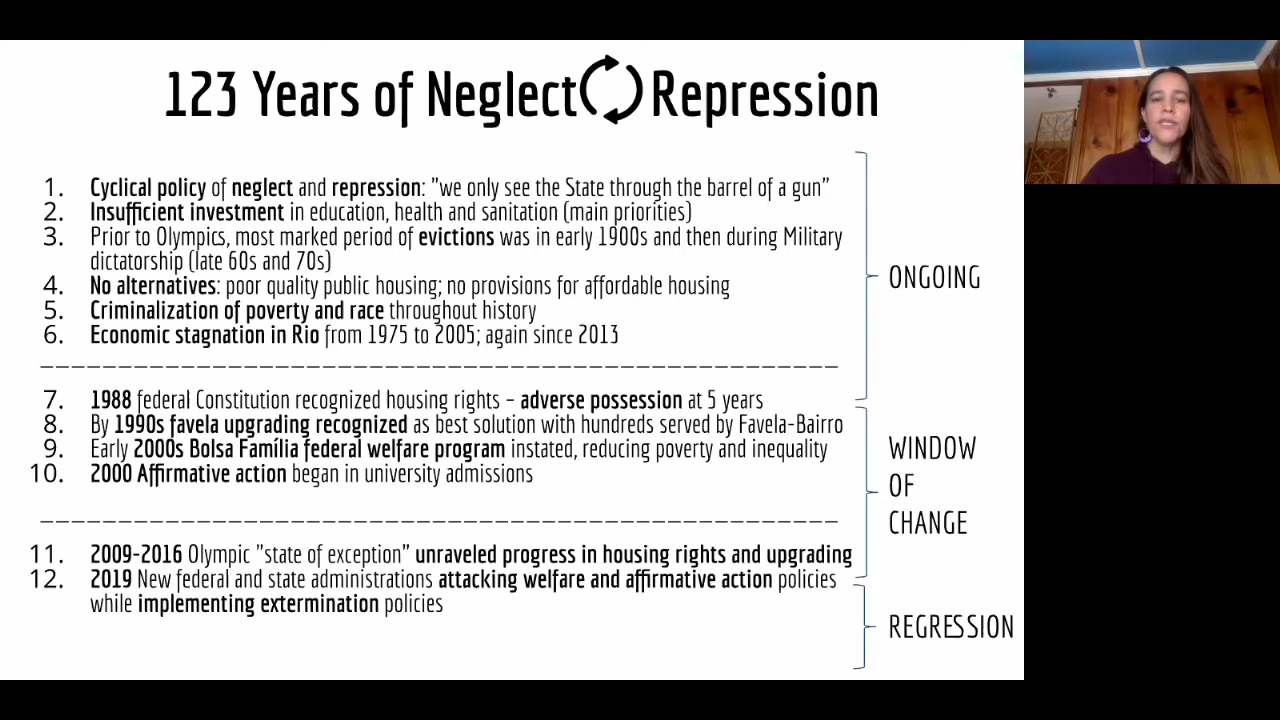 123 Years of Neglect Repression
1. Cyclical policy of neglect and repression: "we only see the State through the barrel of a gun"
2. Insufficient investment in education, health and sanitation (main priorities)
3. Prior to Olympics, most marked period of evictions was in early 1900s and then during Military
dictatorship (late 60s and 70s)
4. No alternatives: poor quality public housing; no provisions for affordable housing
5. Criminalization of poverty and race throughout history
6. Economic stagnation in Rio from 1975 to 2005; again since 2013
ONGOING
7. 1988 federal Constitution recognized housing rights – adverse possession at 5 years
8. By 1990s favela upgrading recognized as best solution with hundreds served by Favela-Bairro
9. Early 2000s Bolsa Família federal welfare program instated, reducing poverty and inequality
10. 2000 Affirmative action began in university admissions
WINDOW
OF
CHANGE
11. 2009-2016 Olympic "state of exception" unraveled progress in housing rights and upgrading
12. 2019 New federal and state administrations attacking welfare and affirmative action policies
while implementing extermination policies
REGRESSION